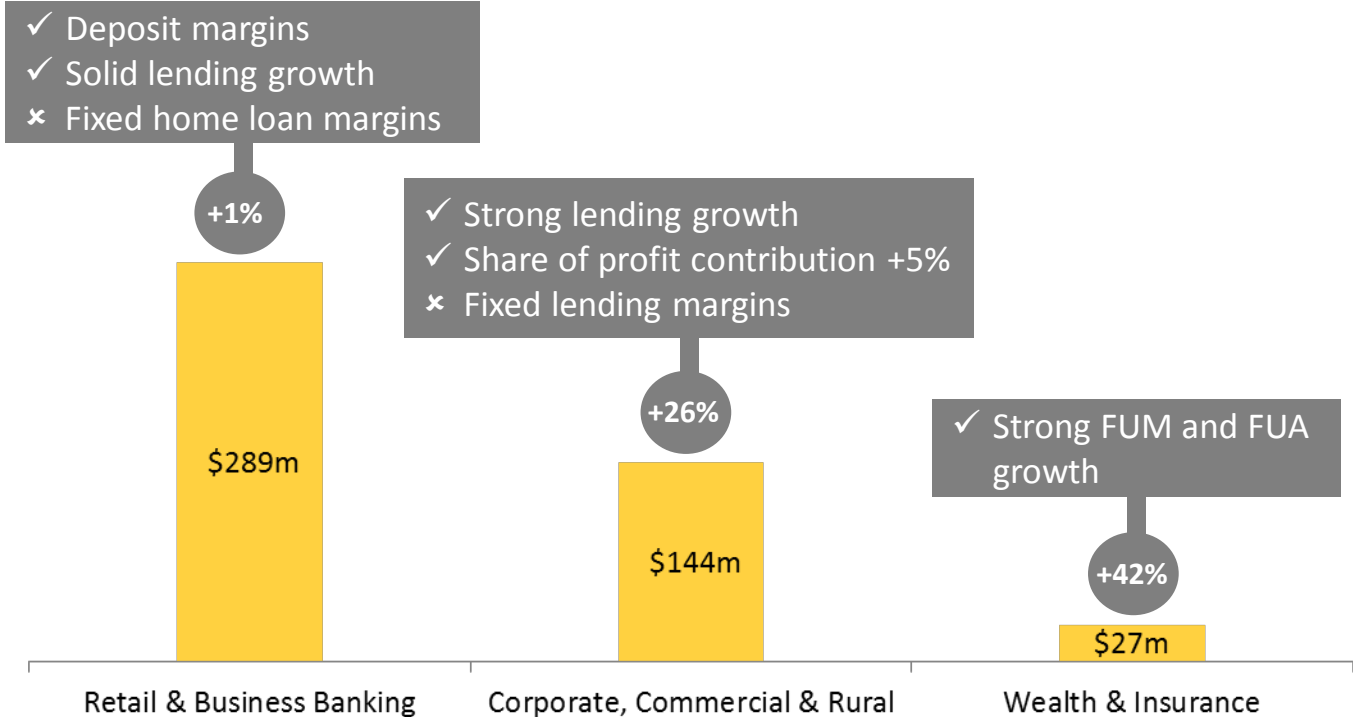 ✓ Deposit margins
✓ Solid lending growth
✗ Fixed home loan margins
+1%
$289m
Retail & Business Banking
✓ Strong lending growth
✓ Share of profit contribution +5%
✗ Fixed lending margins
+26%
$144m
Corporate, Commercial & Rural
✓ Strong FUM and FUA
growth
+42%
$27m
Wealth & Insurance